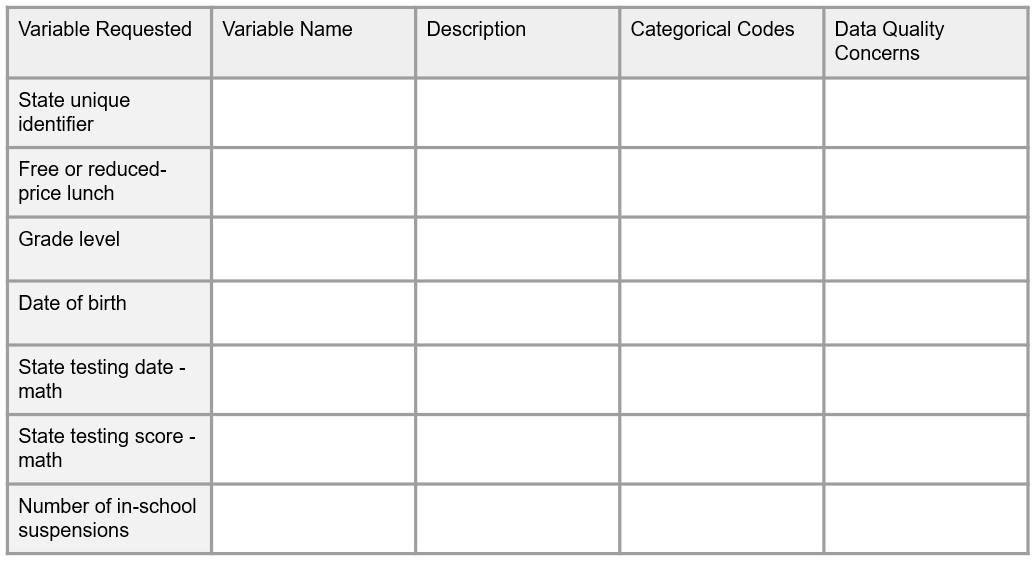 Variable Requested
Variable Name
Description
Categorical Codes
Data Quality
Concerns
State unique
identifier
Free or reduced-
price lunch
Grade level
Date of birth
State testing date -
math
State testing score -
math
Number of in-school
suspensions